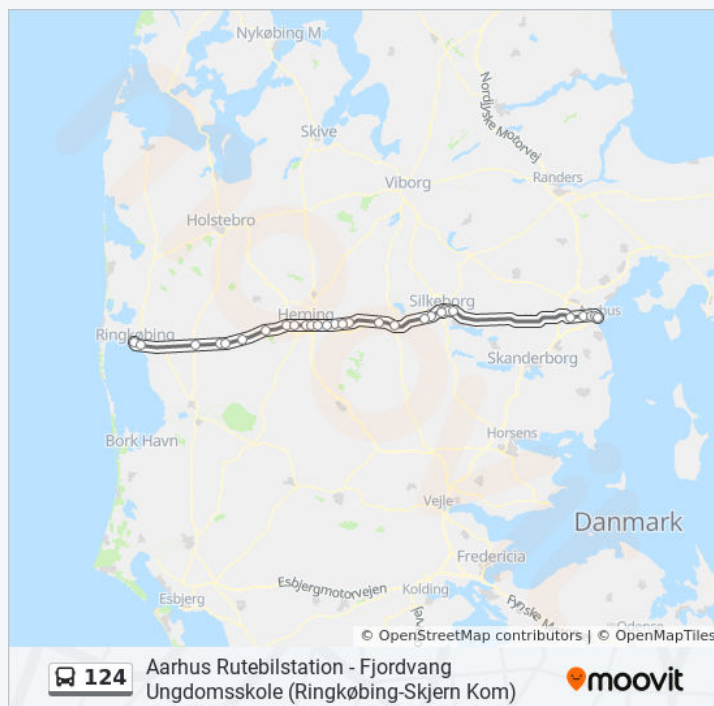 Nykøbing M
Nordjyske Motorvej
Skive
Viborg
Randers
Holstebro
Silkeborg
Herning
Ringkøbing
Skanderborg
Bork Havn
Horsens
Vejle
Danmark
Fredericia
Esbjergmotorvejen
Kolding
Esbjerg
Fynske M
© OpenStreetMap contributors | © OpenMapTiles
124
Aarhus Rutebilstation - Fjordvang
Ungdomsskole (Ringkøbing-Skjern Kom)
moovit